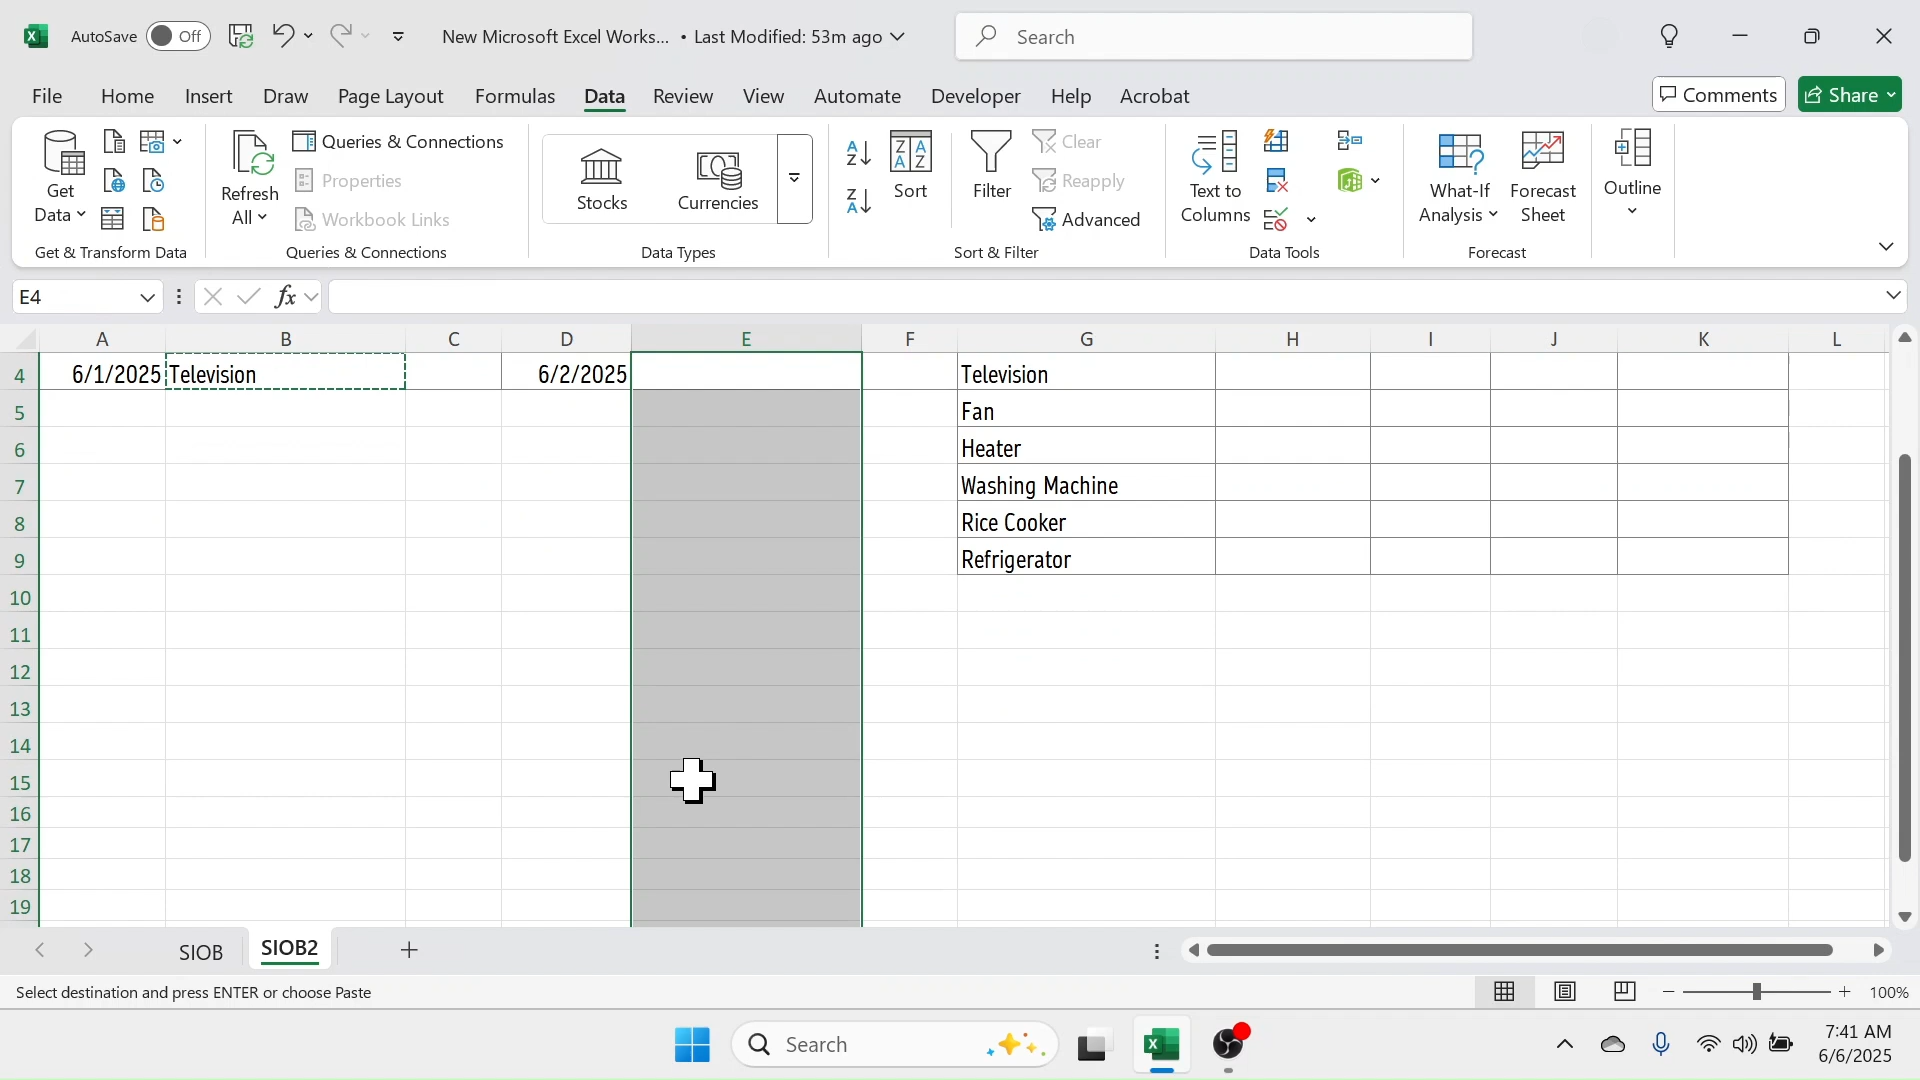 AutoSave Off New Microsoft Excel Works... • Last Modified: 53m ago Search
File Home Insert Draw Page Layout Formulas Data Review View Automate Developer Help Acrobat Comments Share
Get Data
Refresh All
Queries & Connections
Properties
Workbook Links
Stocks
Currencies
Sort
Filter
Clear
Reapply
Advanced
Text to Columns
What-If Analysis
Forecast Sheet
Outline
Get & Transform Data Queries & Connections Data Types Sort & Filter Data Tools Forecast
E4 fx
A B C D E F G H I J K L
4 6/1/2025 Television 6/2/2025 Television
5 Fan
6 Heater
7 Washing Machine
8 Rice Cooker
9 Refrigerator
10
11
12
13
14
15
16
17
18
19
SIOB SIOB2
Select destination and press ENTER or choose Paste 100%
Search 7:41 AM
6/6/2025